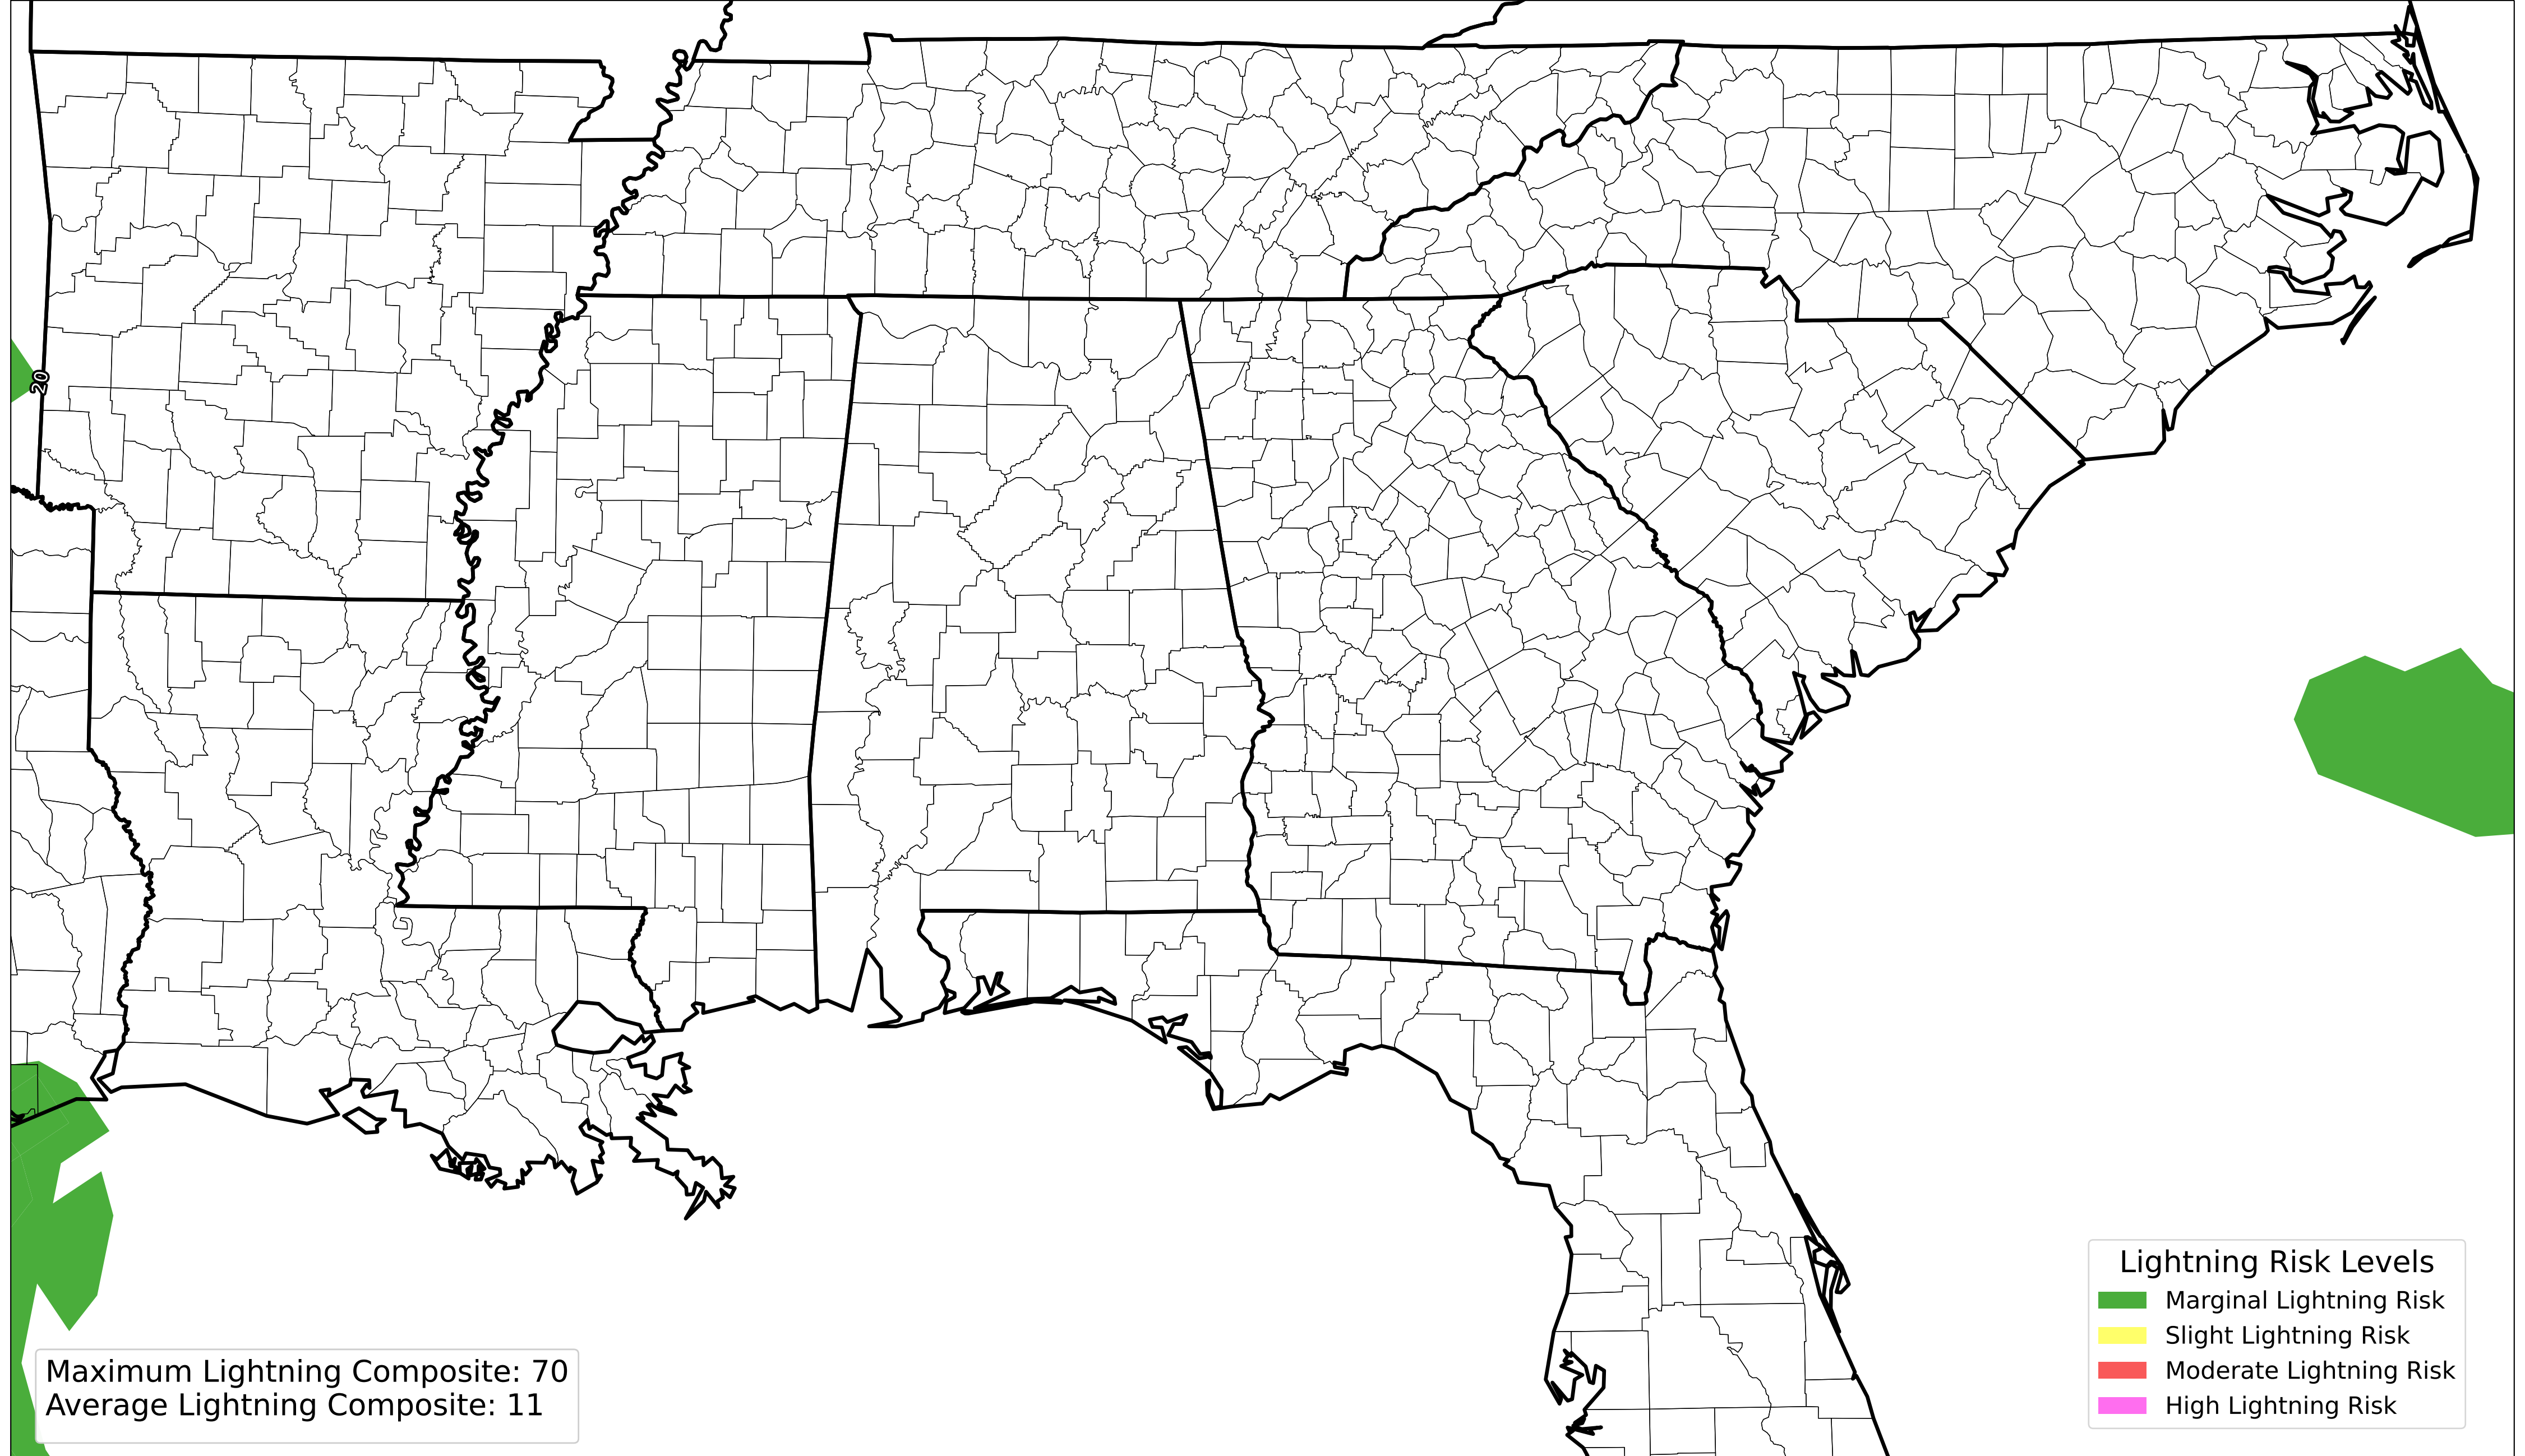 20
Maximum Lightning Composite: 70
Average Lightning Composite: 11
Lightning Risk Levels
Marginal Lightning Risk
Slight Lightning Risk
Moderate Lightning Risk
High Lightning Risk